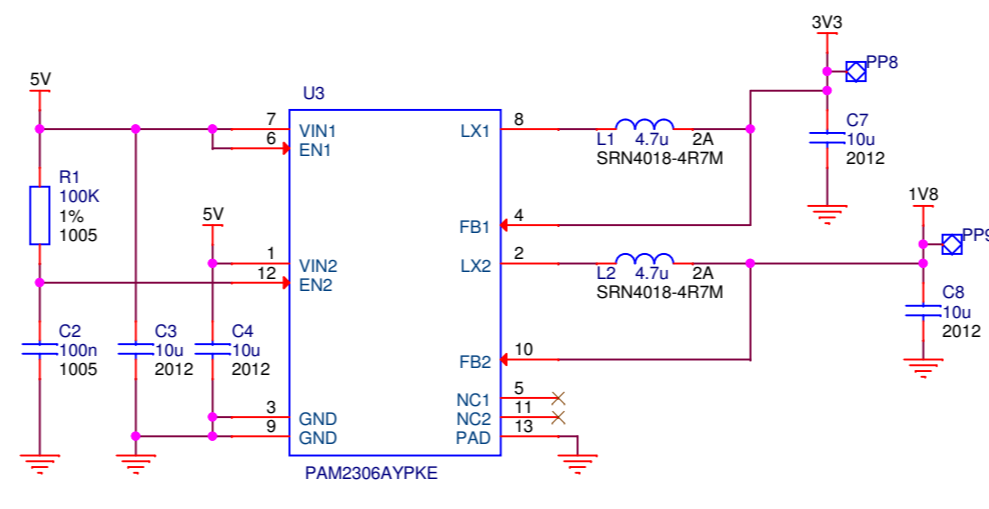 3V3
PP8
5V
U3
7
VIN1
LX1
8
6
EN1
L1
4.7u
2A
SRN4018-4R7M
C7
10u
2012
R1
100K
1%
1005
1V8
5V
4
FB1
PP9
1
VIN2
LX2
2
12
EN2
L2
4.7u
2A
SRN4018-4R7M
C8
10u
2012
C2
100n
1005
C3
10u
2012
C4
10u
2012
10
FB2
NC1
5
NC2
11
3
GND
9
GND
PAD
13
PAM2306AYPKE